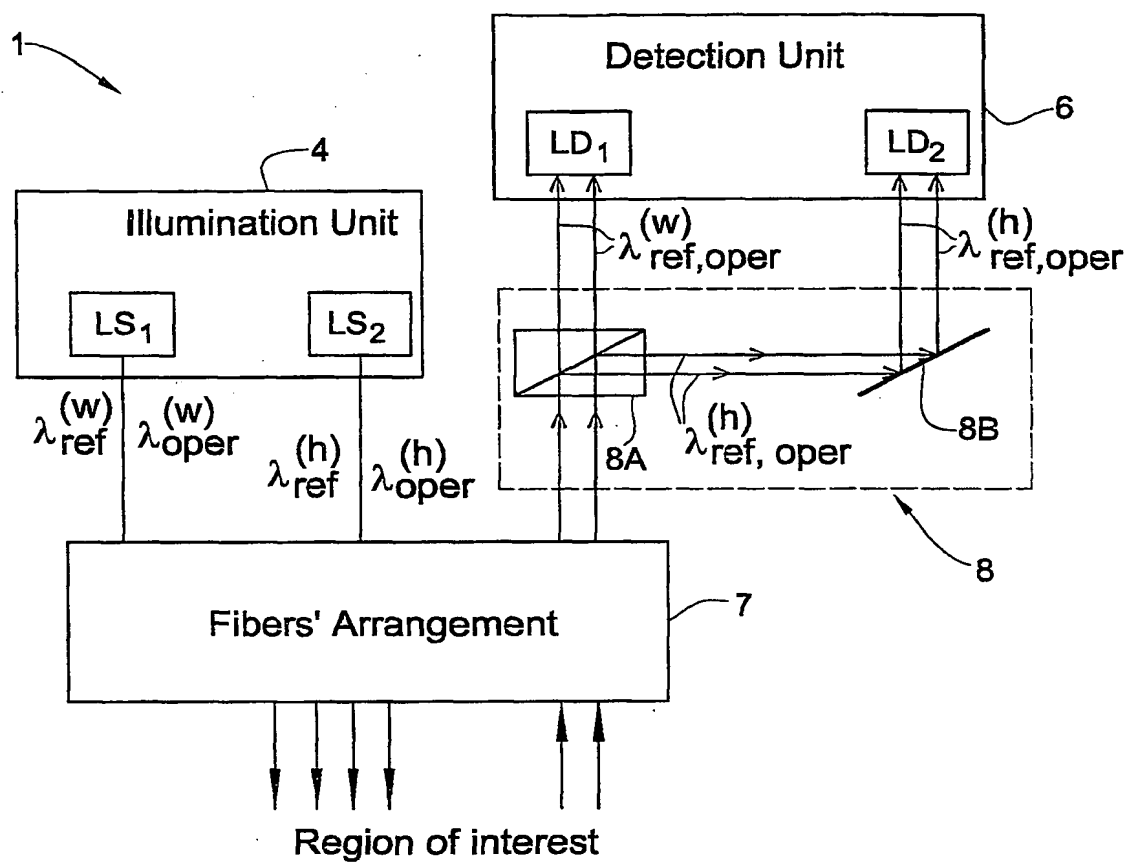 1
Detection Unit
6
LD1
LD2
4
Illumination Unit
λ(w)ref,oper
λ(h)ref,oper
LS1
LS2
λ(w)ref
λ(w)oper
λ(h)ref
λ(h)oper
8A
λ(h)ref, oper
8B
8
Fibers' Arrangement
7
Region of interest